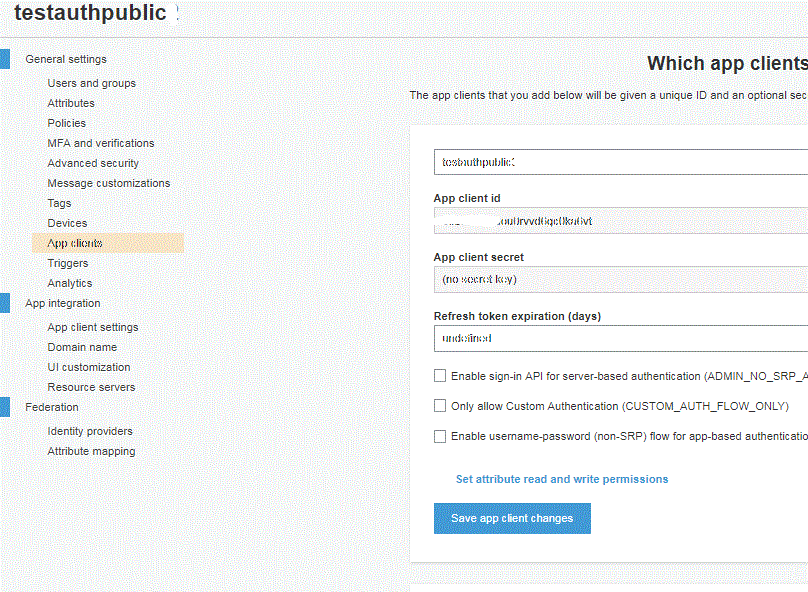 testauthpublic
General settings
Users and groups
Attributes
Policies
MFA and verifications
Advanced security
Message customizations
Tags
Devices
App clients
Triggers
Analytics
App integration
App client settings
Domain name
UI customization
Resource servers
Federation
Identity providers
Attribute mapping
Which app clients
The app clients that you add below will be given a unique ID and an optional sec
testauthpublic
App client id
App client secret
(no secret key)
Refresh token expiration (days)
undefined
Enable sign-in API for server-based authentication (ADMIN_NO_SRP_A
Only allow Custom Authentication (CUSTOM_AUTH_FLOW_ONLY)
Enable username-password (non-SRP) flow for app-based authenticatio
Set attribute read and write permissions
Save app client changes